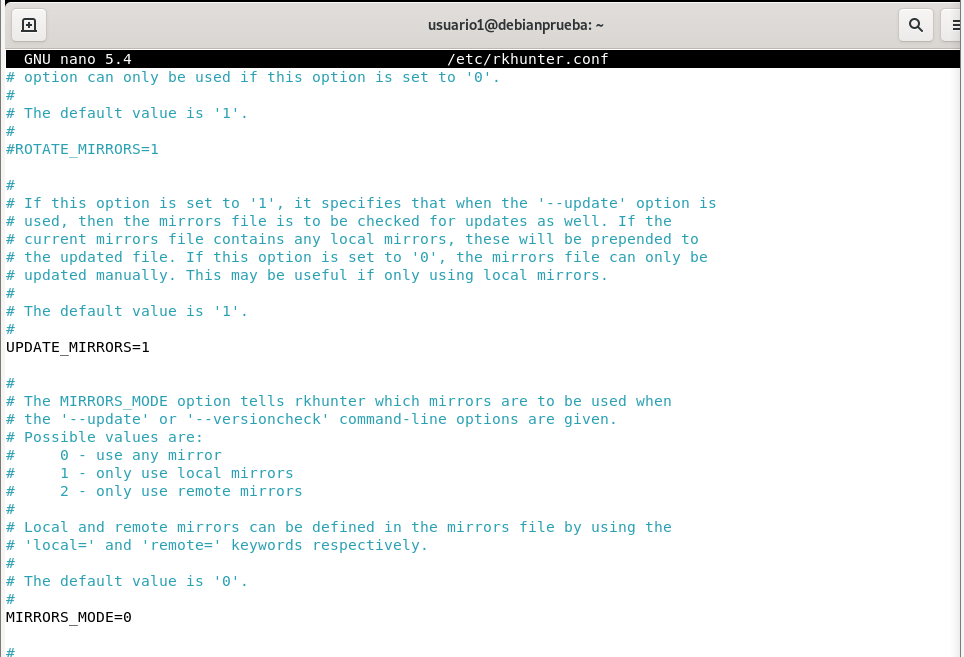 usuario1@debianprueba: ~
GNU nano 5.4 /etc/rkhunter.conf
# option can only be used if this option is set to '0'.
#
# The default value is '1'.
#
#ROTATE_MIRRORS=1
#
# If this option is set to '1', it specifies that when the '--update' option is
# used, then the mirrors file is to be checked for updates as well. If the
# current mirrors file contains any local mirrors, these will be prepended to
# the updated file. If this option is set to '0', the mirrors file can only be
# updated manually. This may be useful if only using local mirrors.
#
# The default value is '1'.
#
UPDATE_MIRRORS=1
#
# The MIRRORS_MODE option tells rkhunter which mirrors are to be used when
# the '--update' or '--versioncheck' command-line options are given.
# Possible values are:
#     0 - use any mirror
#     1 - only use local mirrors
#     2 - only use remote mirrors
#
# Local and remote mirrors can be defined in the mirrors file by using the
# 'local=' and 'remote=' keywords respectively.
#
# The default value is '0'.
#
MIRRORS_MODE=0
#